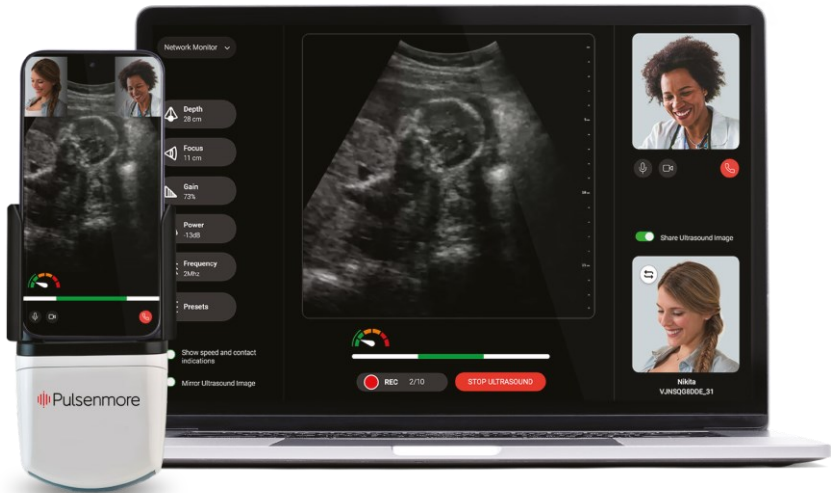 Network Monitor
Depth
28 cm
Focus
11 cm
Gain
73%
Power
-13dB
Frequency
2Mhz
Presets
Show speed and contact
indications
Mirror Ultrasound Image
REC 2/10
STOP ULTRASOUND
Share Ultrasound Image
Nikita
Pulsenmore